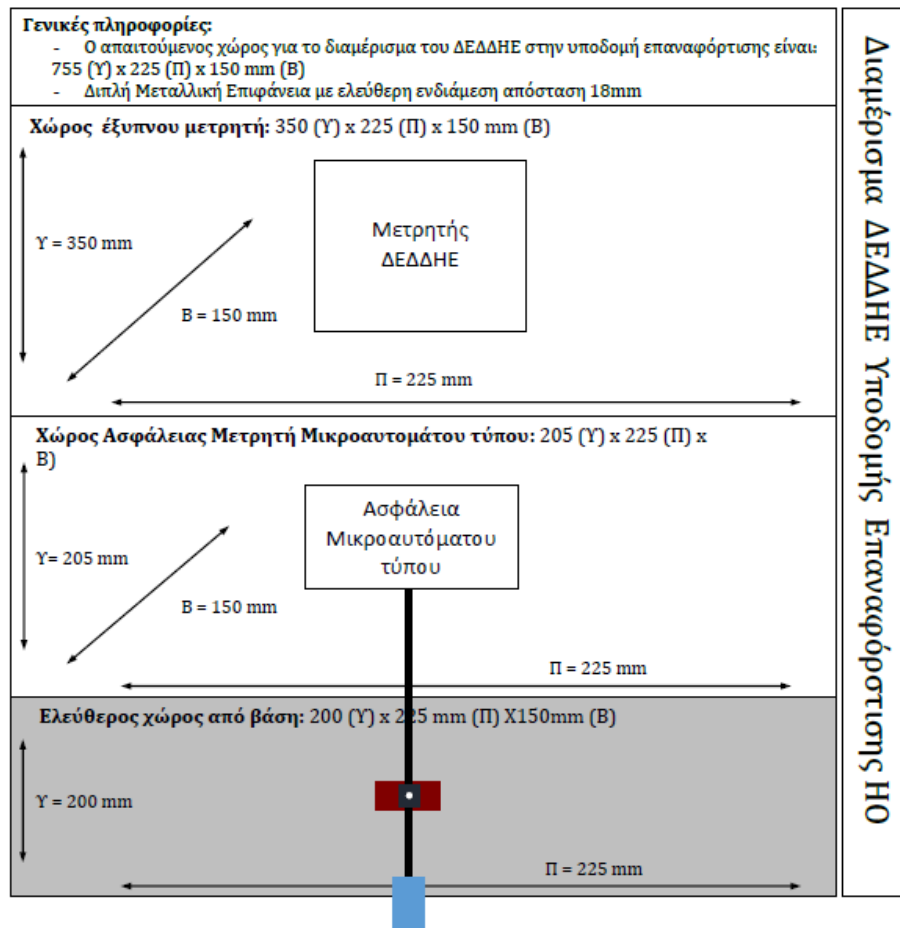 Γενικές πληροφορίες:
- Ο απαιτούμενος χώρος για το διαμέρισμα του ΔΕΔΔΗΕ στην υποδομή επαναφόρτισης είναι:
755 (Υ) x 225 (Π) x 150 mm (Β)
- Διπλή Μεταλλική Επιφάνεια με ελεύθερη ενδιάμεση απόσταση 18mm
Χώρος έξυπνου μετρητή: 350 (Υ) x 225 (Π) x 150 mm (Β)
Υ = 350 mm
Μετρητής
ΔΕΔΔΗΕ
Β = 150 mm
Π = 225 mm
Χώρος Ασφάλειας Μετρητή Μικροαυτομάτου τύπου: 205 (Υ) x 225 (Π) x
Β)
Υ= 205 mm
Ασφάλεια
Μικροαυτόματου
τύπου
Β = 150 mm
Π = 225 mm
Ελεύθερος χώρος από βάση: 200 (Υ) x 225 mm (Π) Χ150mm (Β)
Υ = 200 mm
Π = 225 mm
Διαμέρισμα ΔΕΔΔΗΕ Υποδομής Επαναφόρστισης ΗΟ